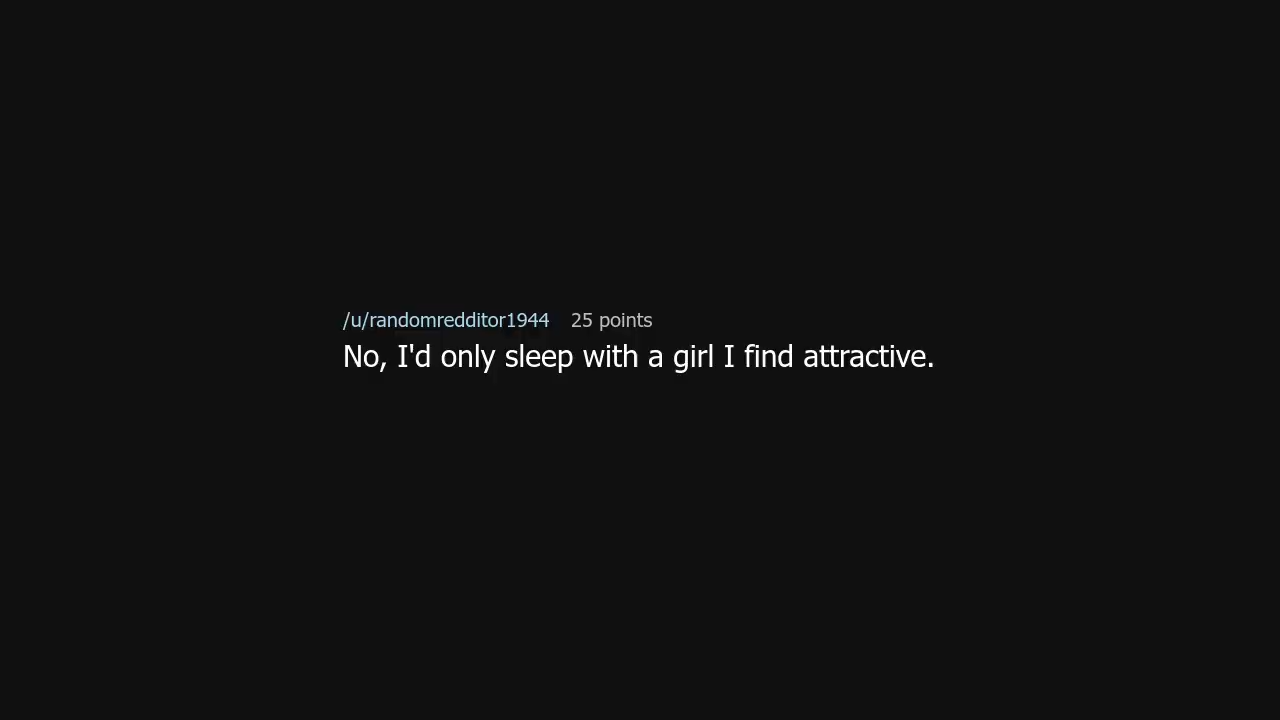 /u/randomredditor1944 25 points
No, I'd only sleep with a girl I find attractive.